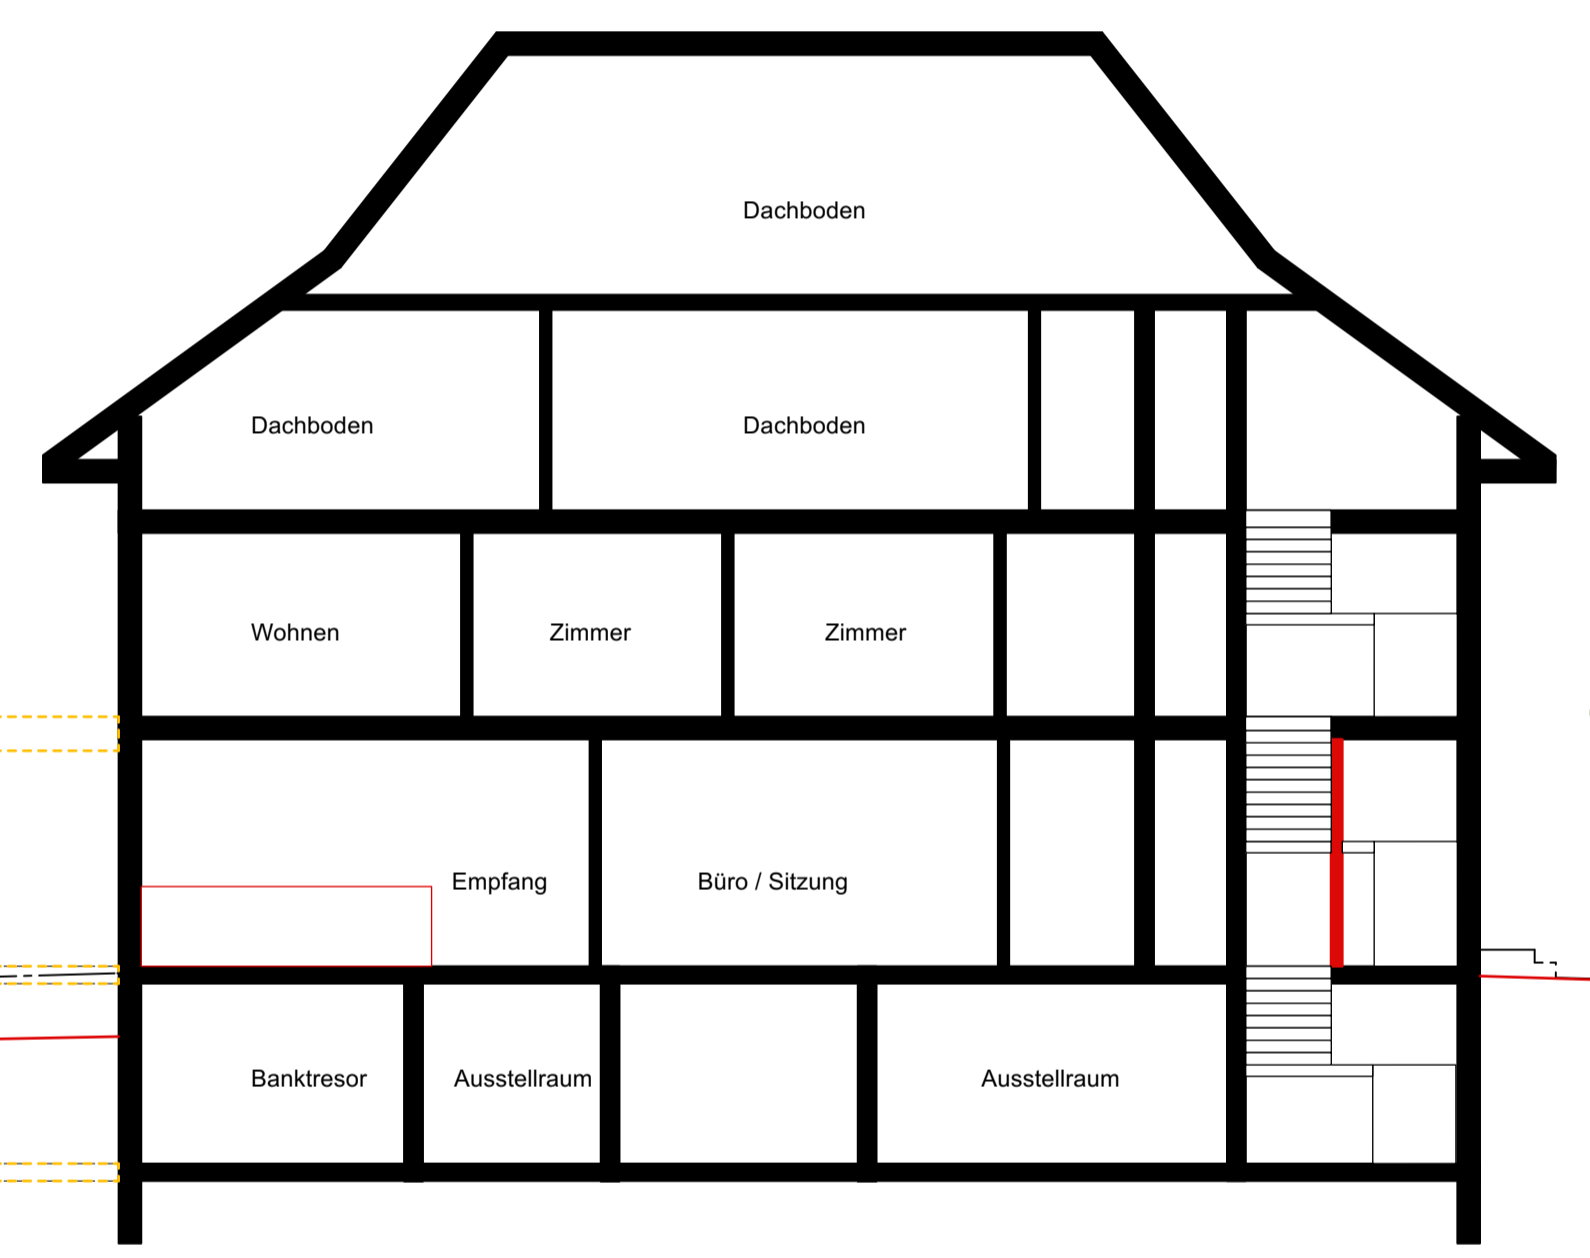 Dachboden
Dachboden
Dachboden
Wohnen
Zimmer
Zimmer
Empfang
Büro / Sitzung
Banktresor
Ausstellraum
Ausstellraum